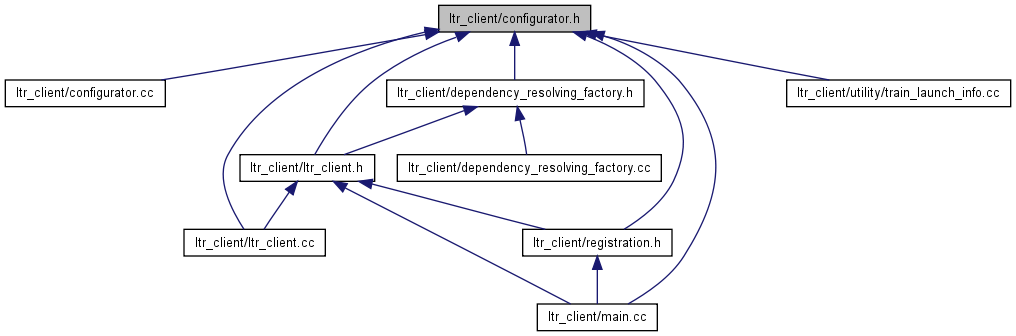 ltr_client/configurator.h
ltr_client/configurator.cc
ltr_client/dependency_resolving_factory.h
ltr_client/utility/train_launch_info.cc
ltr_client/ltr_client.h
ltr_client/dependency_resolving_factory.cc
ltr_client/ltr_client.cc
ltr_client/registration.h
ltr_client/main.cc